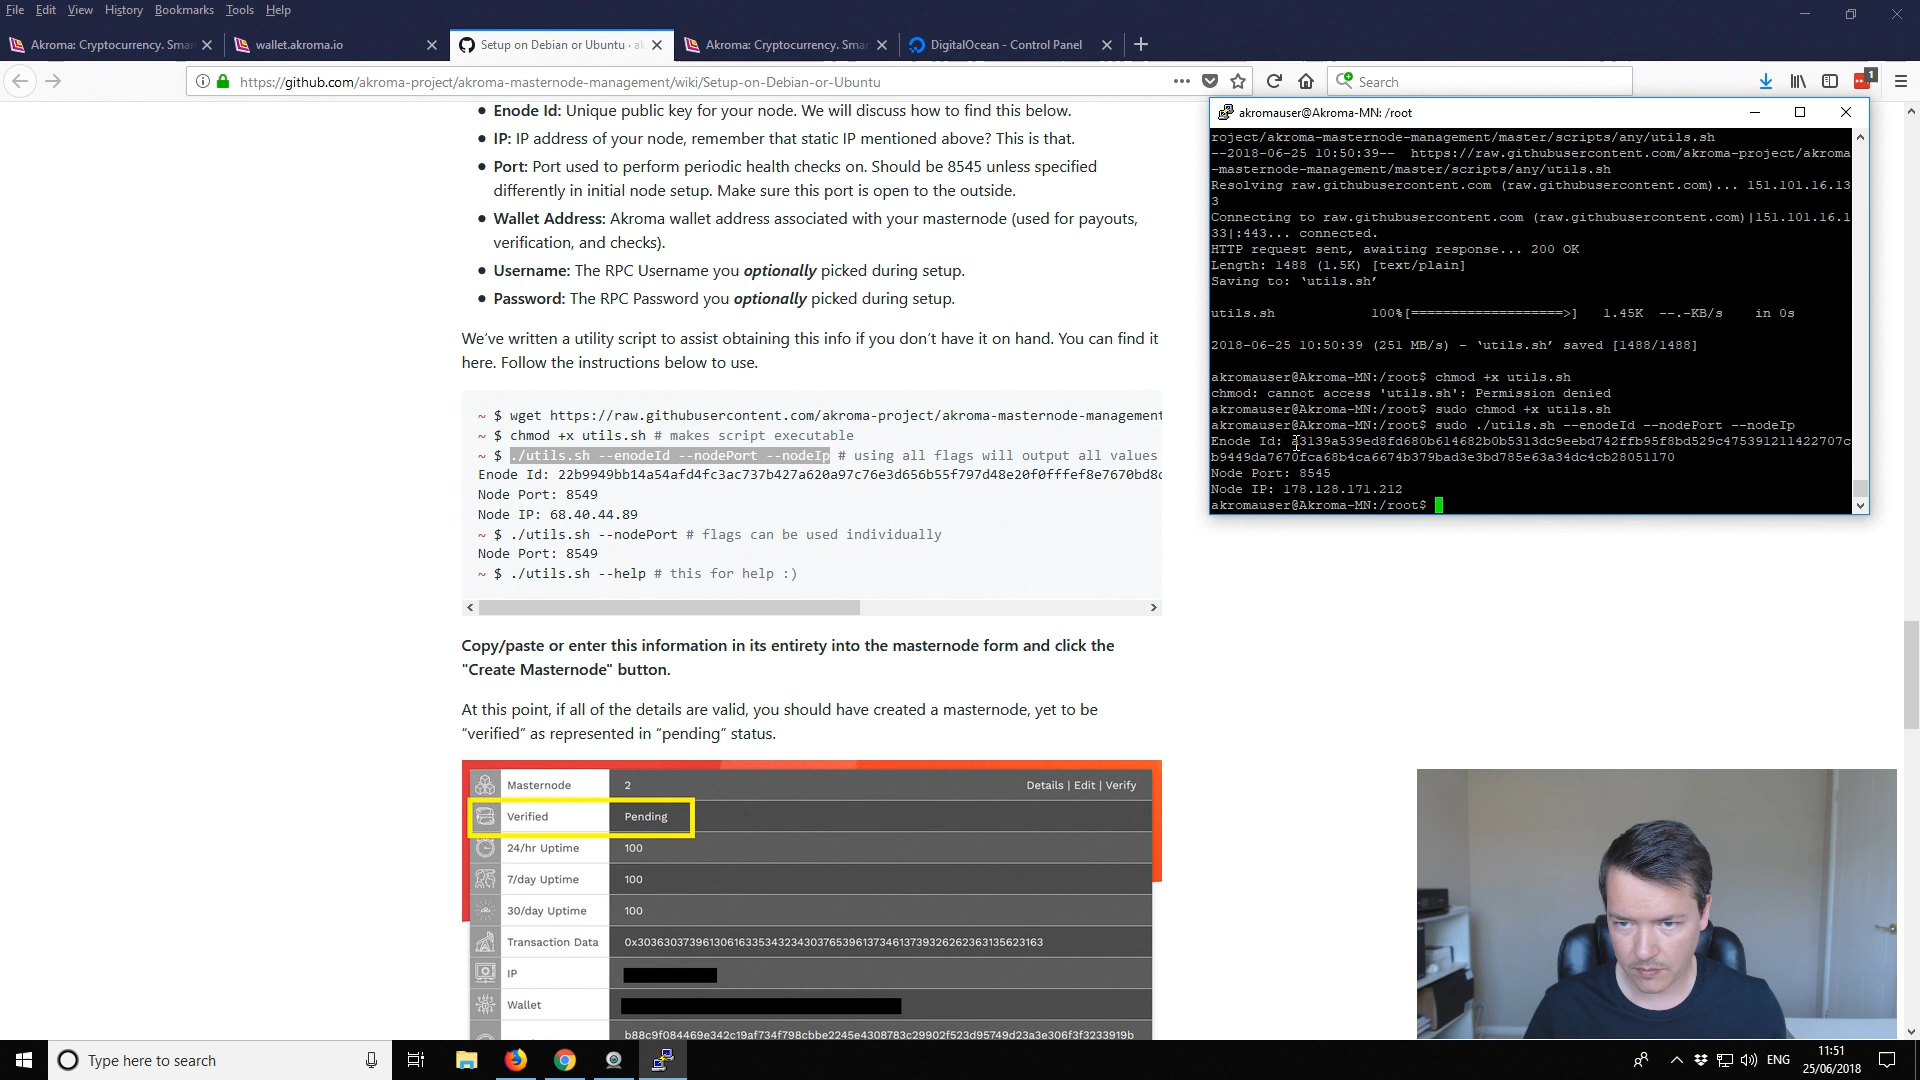 File Edit View History Bookmarks Tools Help
Akroma: Cryptocurrency. Smar
wallet.akroma.io
Setup on Debian or Ubuntu · ak
Akroma: Cryptocurrency. Smar
DigitalOcean - Control Panel
https://github.com/akroma-project/akroma-masternode-management/wiki/Setup-on-Debian-or-Ubuntu
Search
1
• Enode Id: Unique public key for your node. We will discuss how to find this below.
• IP: IP address of your node, remember that static IP mentioned above? This is that.
• Port: Port used to perform periodic health checks on. Should be 8545 unless specified
differently in initial node setup. Make sure this port is open to the outside.
• Wallet Address: Akroma wallet address associated with your masternode (used for payouts,
verification, and checks).
• Username: The RPC Username you optionally picked during setup.
• Password: The RPC Password you optionally picked during setup.
We've written a utility script to assist obtaining this info if you don't have it on hand. You can find it
here. Follow the instructions below to use.
~ $ wget https://raw.githubusercontent.com/akroma-project/akroma-masternode-management
~ $ chmod +x utils.sh # makes script executable
~ $ ./utils.sh --enodeId --nodePort --nodeIp # using all flags will output all values
Enode Id: 22b9949bb14a54afd4fc3ac737b427a620a97c76e3d656b55f797d48e20f0fffef8e7670bd8c
Node Port: 8549
Node IP: 68.40.44.89
~ $ ./utils.sh --nodePort # flags can be used individually
Node Port: 8549
~ $ ./utils.sh --help # this for help :)
Copy/paste or enter this information in its entirety into the masternode form and click the
"Create Masternode" button.
At this point, if all of the details are valid, you should have created a masternode, yet to be
“verified” as represented in “pending” status.
Masternode 2 Details | Edit | Verify
Verified Pending
24/hr Uptime 100
7/day Uptime 100
30/day Uptime 100
Transaction Data 0x30363037396130616335343234303765396137346137393262623631356231​63
IP
Wallet
b88c9f084469e342c19af734f798cbbe2245e4308783c29902f523d95749d23a3e306f3f3233919b
akromauser@Akroma-MN: /root
roject/akroma-masternode-management/master/scripts/any/utils.sh
--2018-06-25 10:50:39--  https://raw.githubusercontent.com/akroma-project/akroma
-masternode-management/master/scripts/any/utils.sh
Resolving raw.githubusercontent.com (raw.githubusercontent.com)... 151.101.16.13
3
Connecting to raw.githubusercontent.com (raw.githubusercontent.com)|151.101.16.1
33|:443... connected.
HTTP request sent, awaiting response... 200 OK
Length: 1488 (1.5K) [text/plain]
Saving to: ‘utils.sh’
utils.sh 100%[===================>] 1.45K --.-KB/s in 0s
2018-06-25 10:50:39 (251 MB/s) - ‘utils.sh’ saved [1488/1488]
akromauser@Akroma-MN:/root$ chmod +x utils.sh
chmod: cannot access 'utils.sh': Permission denied
akromauser@Akroma-MN:/root$ sudo chmod +x utils.sh
akromauser@Akroma-MN:/root$ sudo ./utils.sh --enodeId --nodePort --nodeIp
Enode Id: a3139a539ed8fd680b614682b0b5313dc9eebd742ffb95f8bd529c475391211422707c
b9449da7670fca68b4ca6674b379bad3e3bd785e63a34dc4cb28051170
Node Port: 8545
Node IP: 178.128.171.212
akromauser@Akroma-MN:/root$
Type here to search
ENG
11:51
25/06/2018